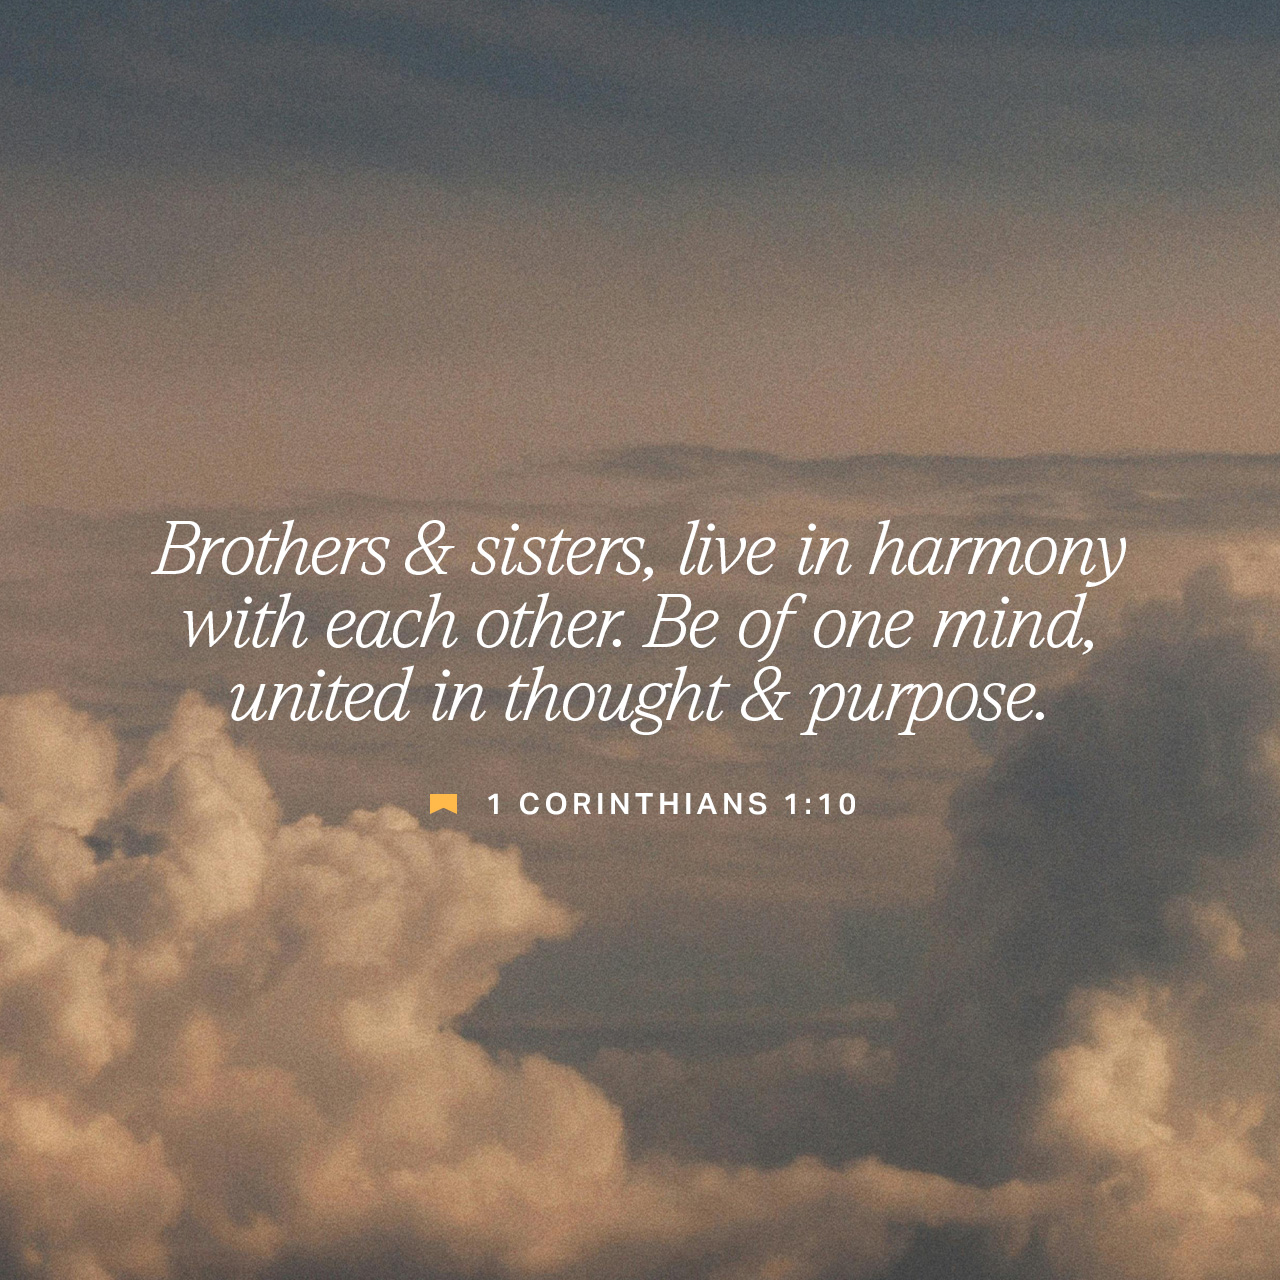 Brothers & sisters, live in harmony
with each other. Be of one mind,
united in thought & purpose.
1 CORINTHIANS 1:10